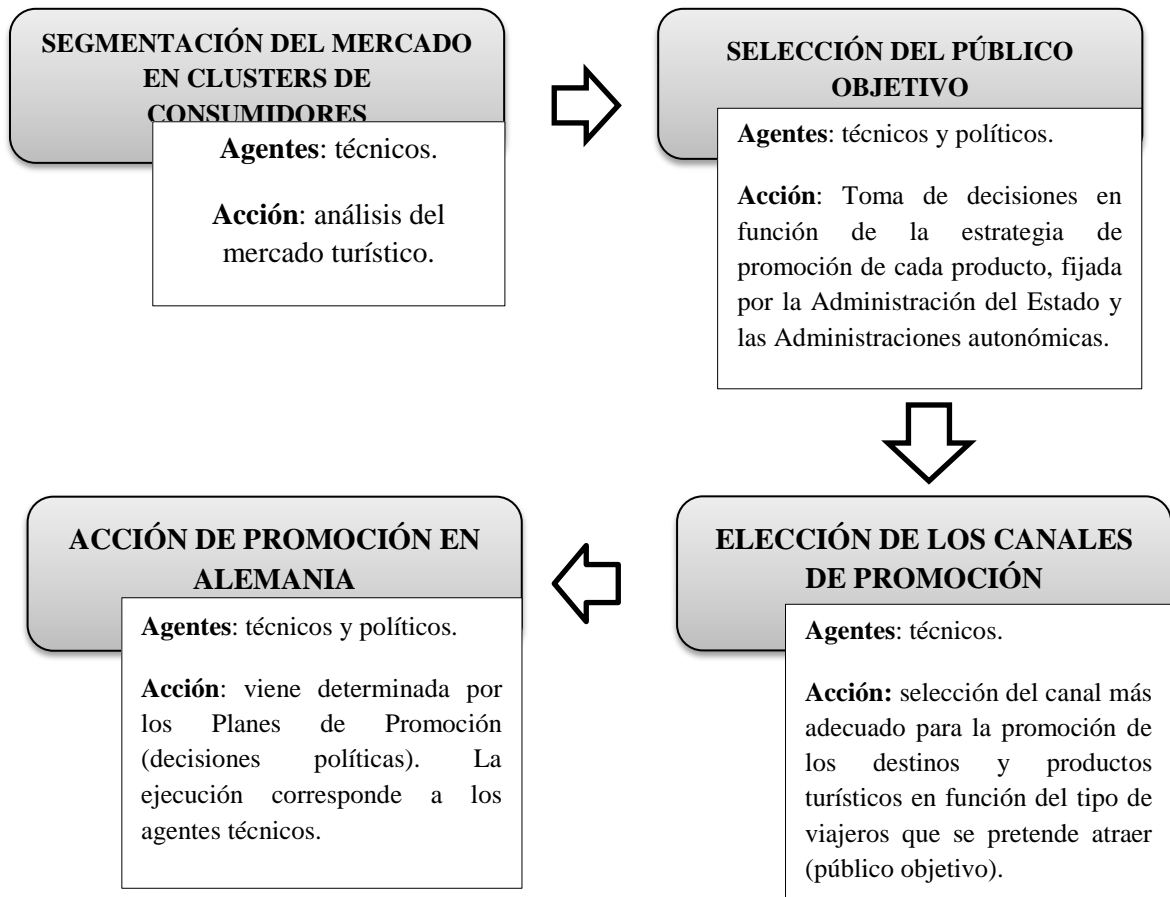 SEGMENTACIÓN DEL MERCADO
EN CLUSTERS DE
CONSUMIDORES
Agentes: técnicos.
Acción: análisis del
mercado turístico.
SELECCIÓN DEL PÚBLICO
OBJETIVO
Agentes: técnicos y políticos.
Acción: Toma de decisiones en
función de la estrategia de
promoción de cada producto, fijada
por la Administración del Estado y
las Administraciones autonómicas.
ELECCIÓN DE LOS CANALES
DE PROMOCIÓN
Agentes: técnicos.
Acción: selección del canal más
adecuado para la promoción de
los destinos y productos
turísticos en función del tipo de
viajeros que se pretende atraer
(público objetivo).
ACCIÓN DE PROMOCIÓN EN
ALEMANIA
Agentes: técnicos y políticos.
Acción: viene determinada por
los Planes de Promoción
(decisiones políticas). La
ejecución corresponde a los
agentes técnicos.